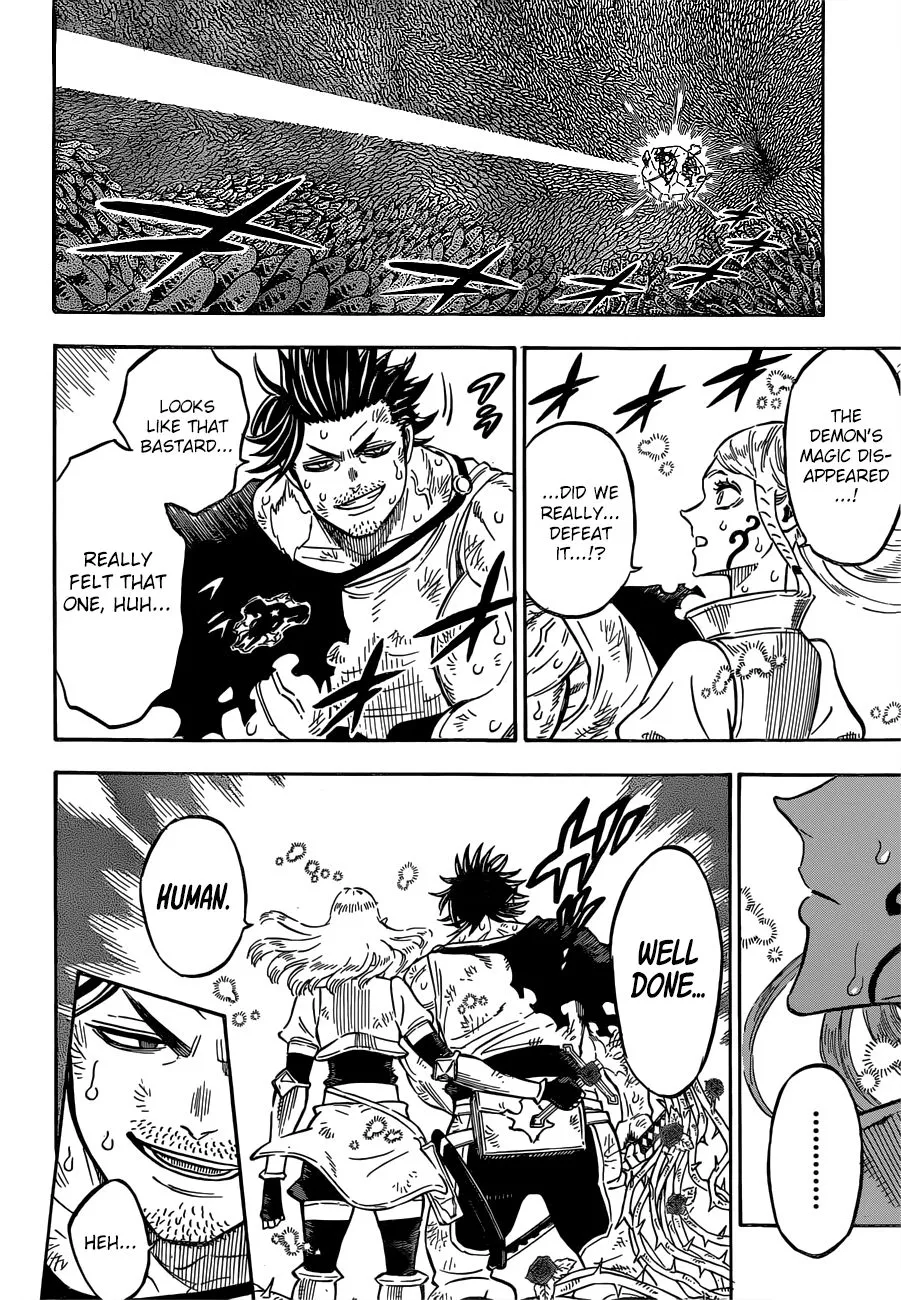 THE
DEMON'S
MAGIC DIS-
APPEARED
...!
...DID WE
REALLY...
DEFEAT
IT...!?
LOOKS
LIKE THAT
BASTARD...
REALLY
FELT THAT
ONE, HUH...
............
WELL
DONE...
HUMAN.
HEH...